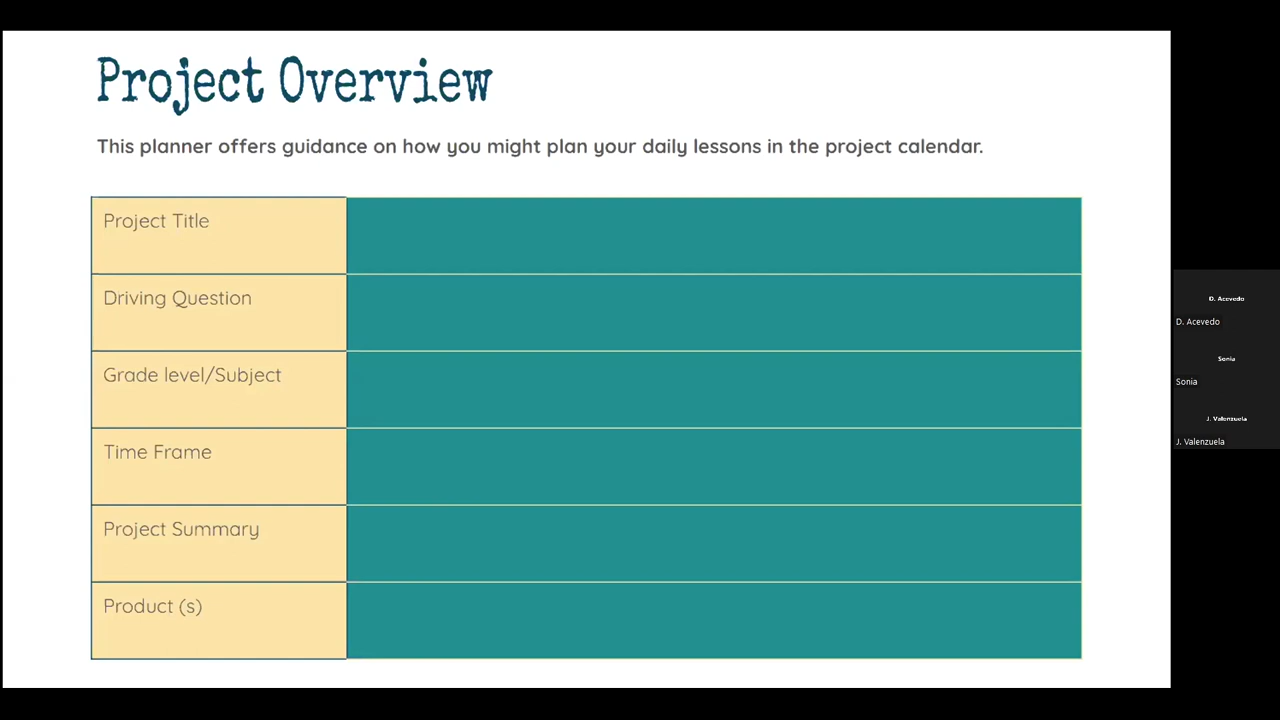 Project Overview
This planner offers guidance on how you might plan your daily lessons in the project calendar.
Project Title
Driving Question
Grade level/Subject
Time Frame
Project Summary
Product (s)
D. Acevedo
D. Acevedo
Sonia
Sonia
J. Valenzuela
J. Valenzuela